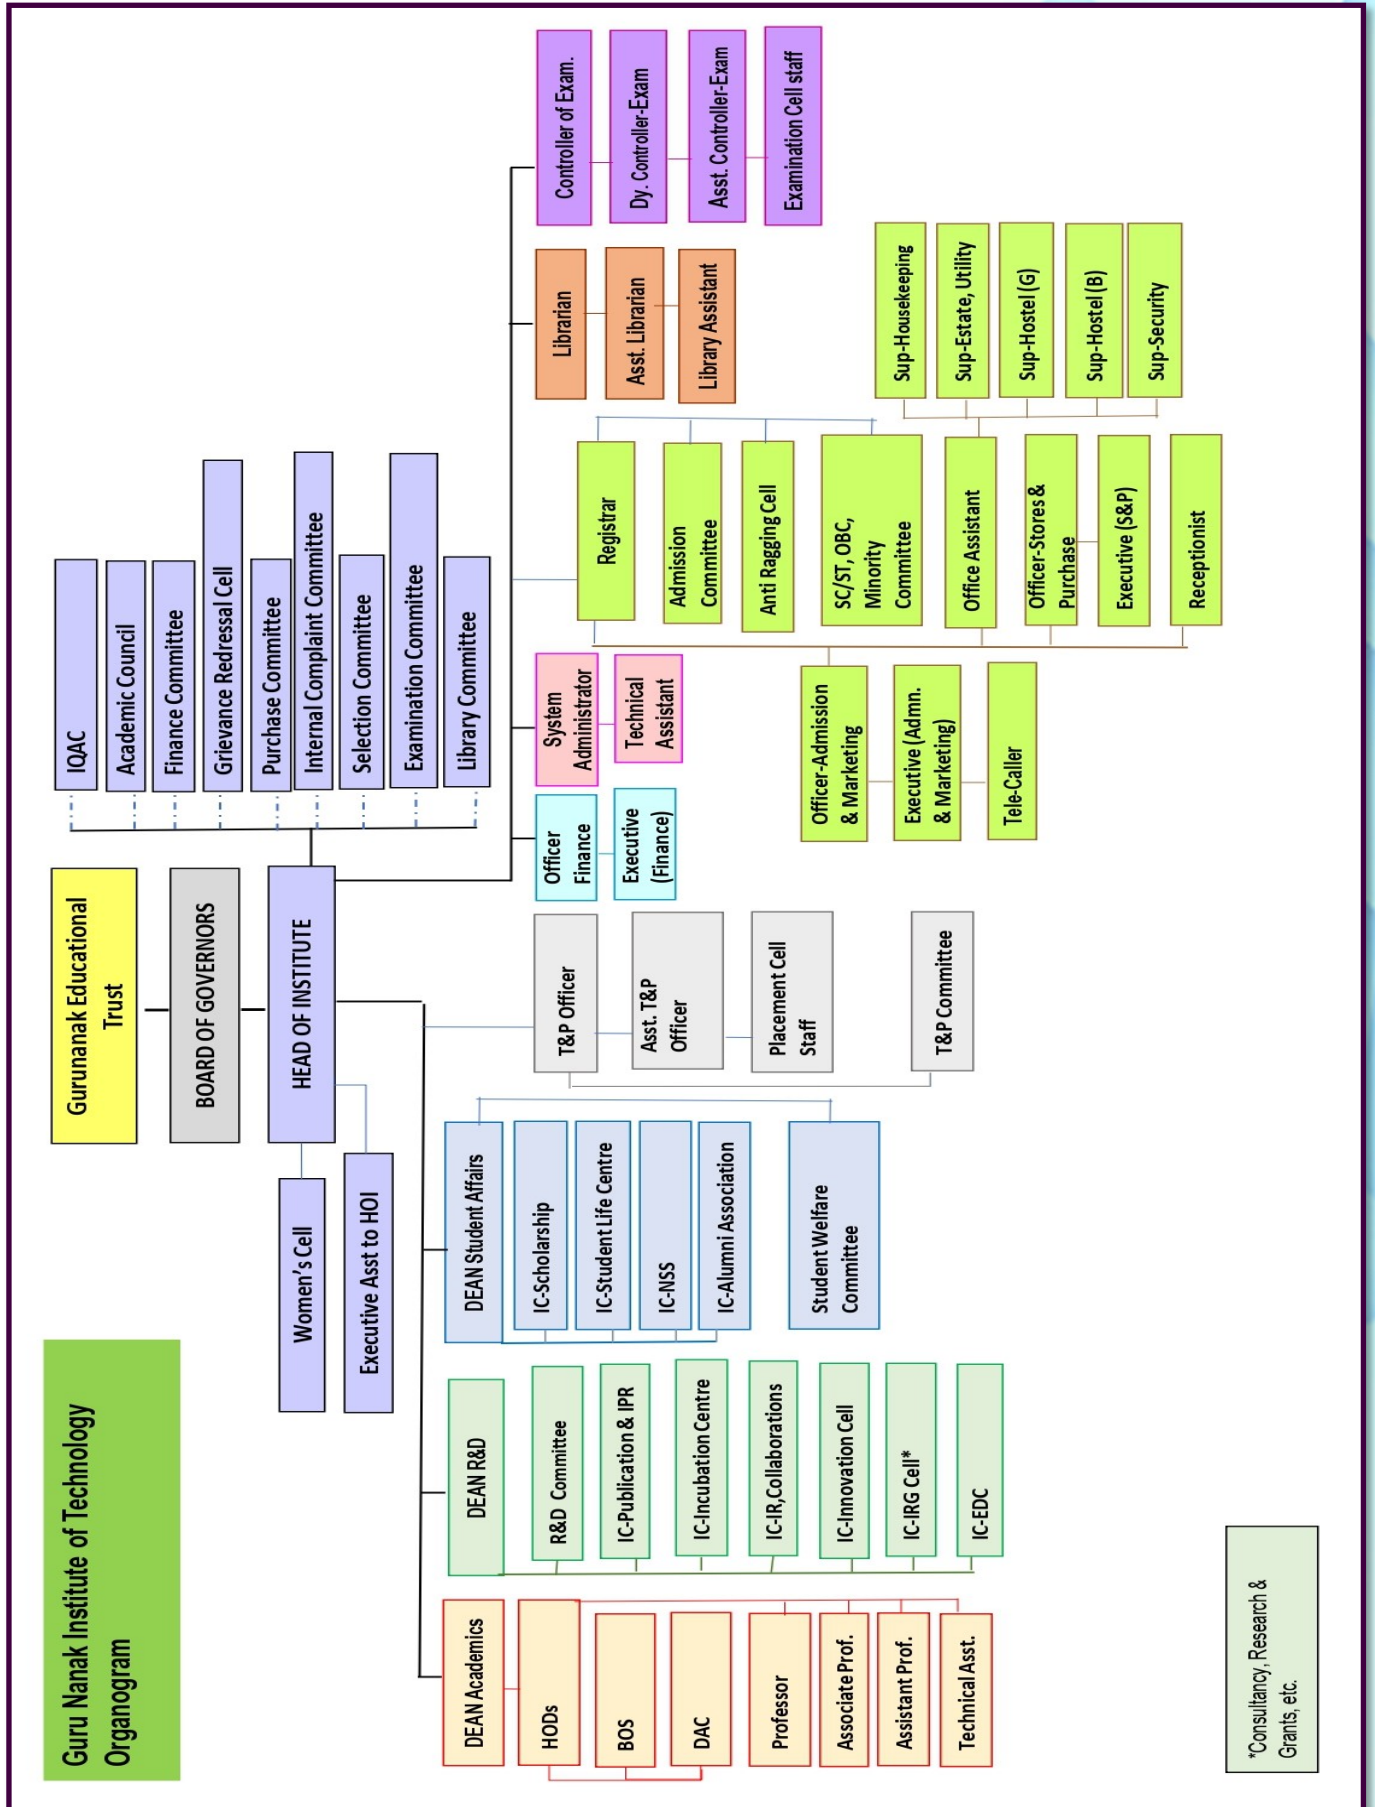 Guru Nanak Institute of Technology
Organogram
Gurunanak Educational
Trust
BOARD OF GOVERNORS
HEAD OF INSTITUTE
Women's Cell
Executive Asst to HOI
IQAC
Academic Council
Finance Committee
Grievance Redressal Cell
Purchase Committee
Internal Complaint Committee
Selection Committee
Examination Committee
Library Committee
DEAN Academics
HODs
BOS
DAC
Professor
Associate Prof.
Assistant Prof.
Technical Asst.
DEAN R&D
R&D Committee
IC-Publication & IPR
IC-Incubation Centre
IC-IR,Collaborations
IC-Innovation Cell
IC-IRG Cell*
IC-EDC
DEAN Student Affairs
IC-Scholarship
IC-Student Life Centre
IC-NSS
IC-Alumni Association
Student Welfare
Committee
T&P Officer
Asst. T&P
Officer
Placement Cell
Staff
T&P Committee
Officer
Finance
Executive
(Finance)
System
Administrator
Technical
Assistant
Officer-Admission
& Marketing
Executive (Admn.
& Marketing)
Tele-Caller
Registrar
Admission
Committee
Anti Ragging Cell
SC/ST, OBC,
Minority
Committee
Office Assistant
Officer-Stores &
Purchase
Executive (S&P)
Receptionist
Sup-Housekeeping
Sup-Estate, Utility
Sup-Hostel (G)
Sup-Hostel (B)
Sup-Security
Librarian
Asst. Librarian
Library Assistant
Controller of Exam.
Dy. Controller-Exam
Asst. Controller-Exam
Examination Cell staff
*Consultancy, Research &
Grants, etc.